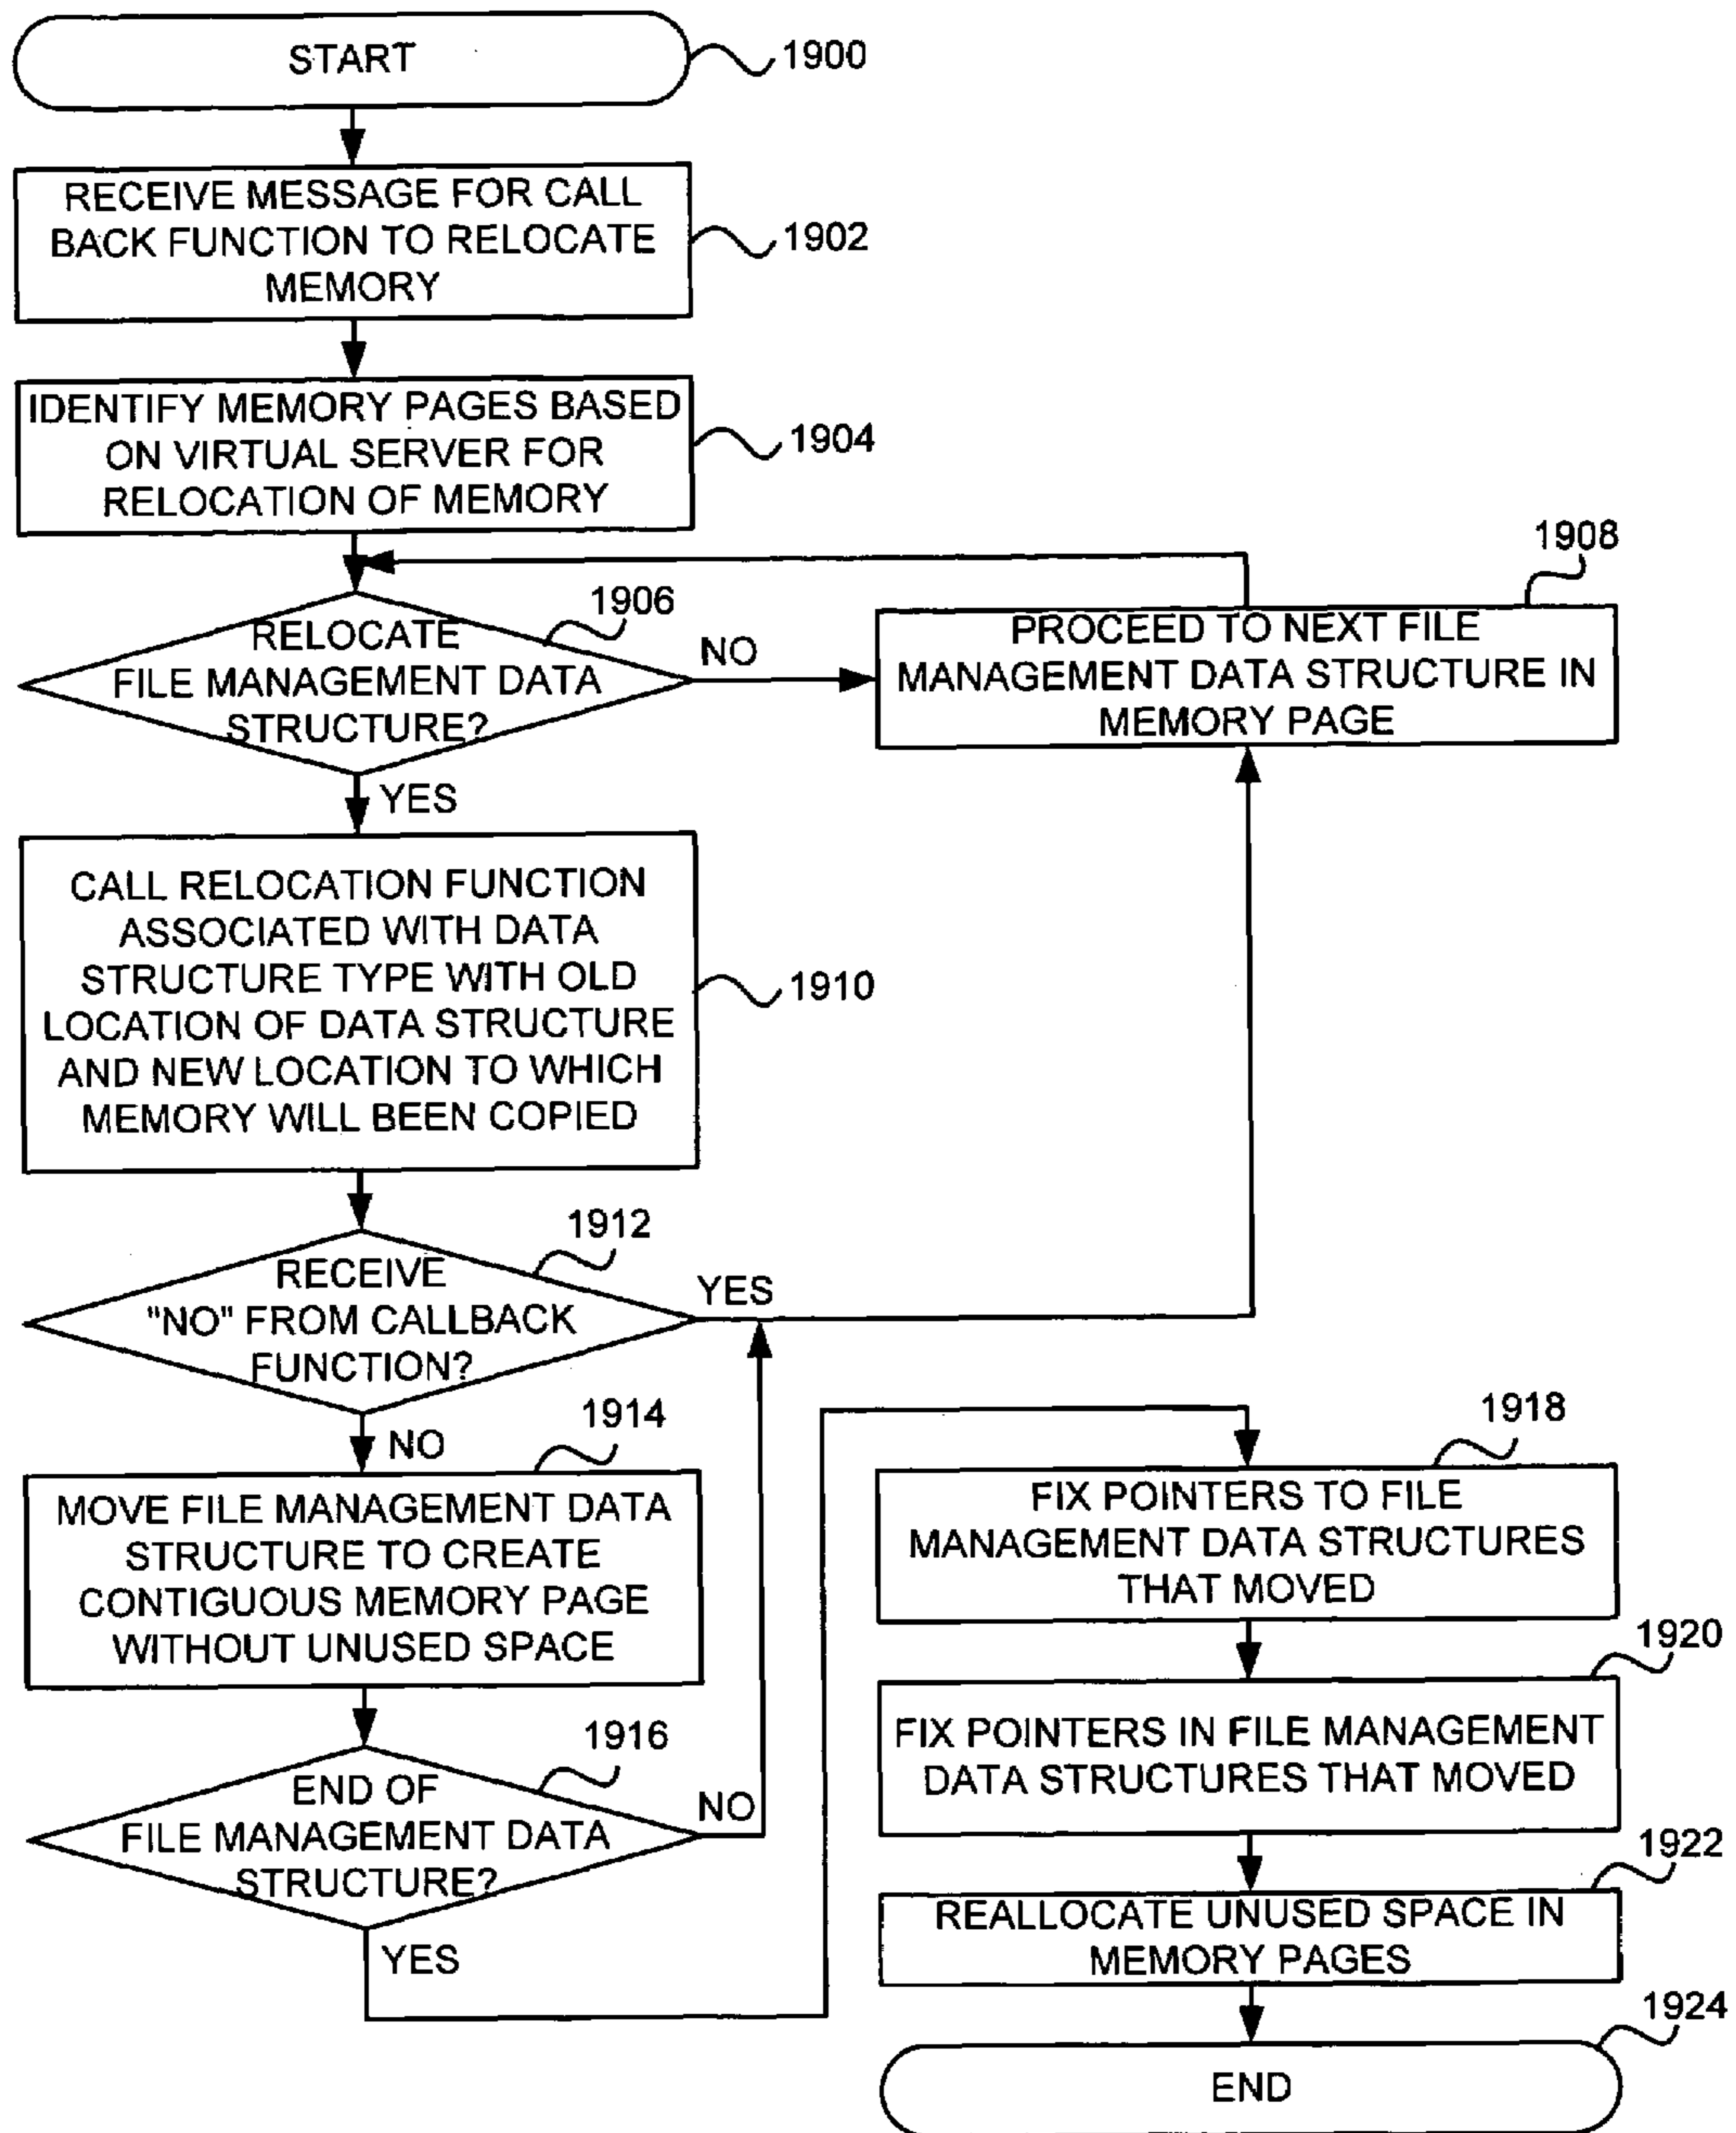 START
1900
RECEIVE MESSAGE FOR CALL
BACK FUNCTION TO RELOCATE
MEMORY
1902
IDENTIFY MEMORY PAGES BASED
ON VIRTUAL SERVER FOR
RELOCATION OF MEMORY
1904
RELOCATE
FILE MANAGEMENT DATA
STRUCTURE?
1906
NO
YES
1908
PROCEED TO NEXT FILE
MANAGEMENT DATA STRUCTURE IN
MEMORY PAGE
CALL RELOCATION FUNCTION
ASSOCIATED WITH DATA
STRUCTURE TYPE WITH OLD
LOCATION OF DATA STRUCTURE
AND NEW LOCATION TO WHICH
MEMORY WILL BEEN COPIED
1910
RECEIVE
"NO" FROM CALLBACK
FUNCTION?
1912
YES
NO
1914
MOVE FILE MANAGEMENT DATA
STRUCTURE TO CREATE
CONTIGUOUS MEMORY PAGE
WITHOUT UNUSED SPACE
END OF
FILE MANAGEMENT DATA
STRUCTURE?
1916
NO
YES
1918
FIX POINTERS TO FILE
MANAGEMENT DATA STRUCTURES
THAT MOVED
1920
FIX POINTERS IN FILE MANAGEMENT
DATA STRUCTURES THAT MOVED
1922
REALLOCATE UNUSED SPACE IN
MEMORY PAGES
1924
END